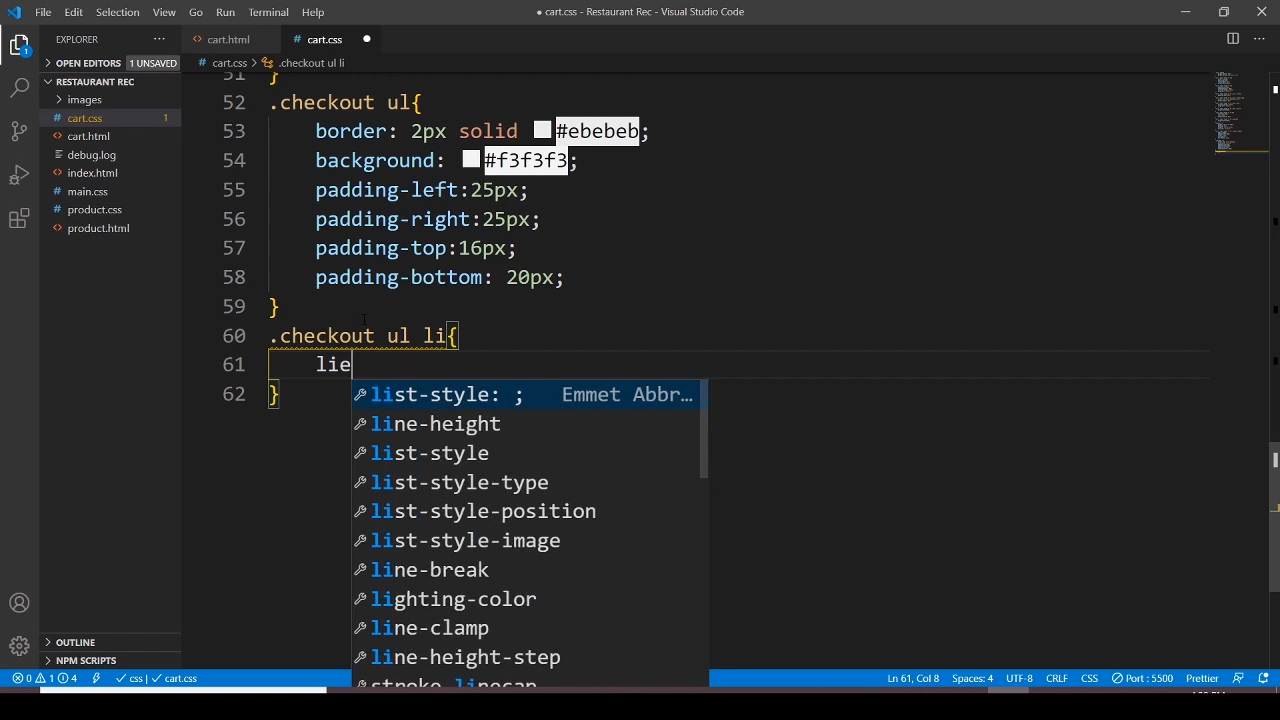 File Edit Selection View Go Run Terminal Help
● cart.css - Restaurant Rec - Visual Studio Code
EXPLORER
OPEN EDITORS 1 UNSAVED
RESTAURANT REC
images
cart.css 1
cart.html
debug.log
index.html
main.css
product.css
product.html
OUTLINE
NPM SCRIPTS
1
cart.html
cart.css
cart.css > .checkout ul li
51 }
52 .checkout ul{
53 border: 2px solid #ebebeb;
54 background: #f3f3f3;
55 padding-left:25px;
56 padding-right:25px;
57 padding-top:16px;
58 padding-bottom: 20px;
59 }
60 .checkout ul li{
61 lie
62 }
list-style: ; Emmet Abbr...
line-height
list-style
list-style-type
list-style-position
list-style-image
line-break
lighting-color
line-clamp
line-height-step
0 1 4 css | cart.css Ln 61, Col 8 Spaces: 4 UTF-8 CRLF CSS Port : 5500 Prettier